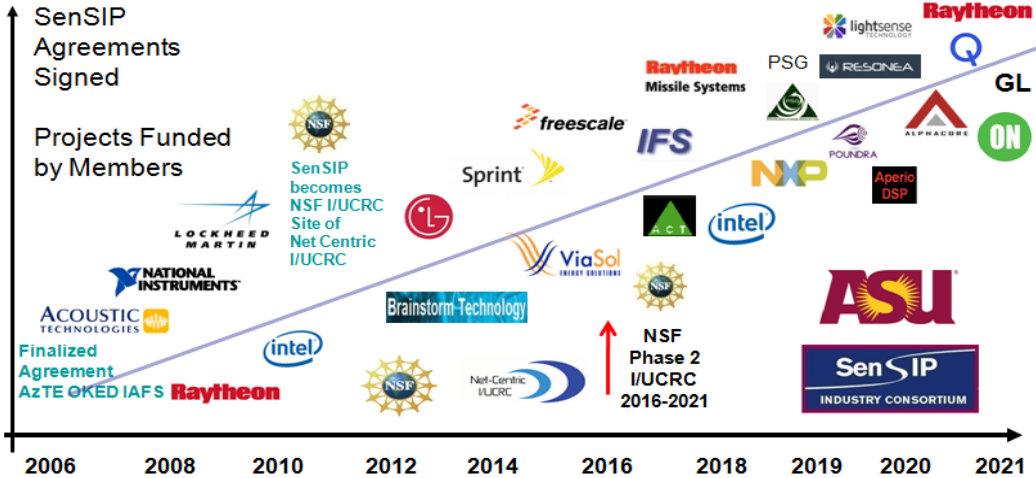 SenSIP
Agreements
Signed
Projects Funded
by Members
NSF
SenSIP
becomes
NSF I/UCRC
Site of
Net Centric
I/UCRC
LOCKHEED
MARTIN
NATIONAL
INSTRUMENTS
ACOUSTIC
TECHNOLOGIES
Finalized
Agreement
AzTE OKED IAFS
Raytheon
intel
freescale
Sprint
LG
ViaSol
ENERGY SOLUTIONS
Brainstorm-Technology
NSF
Net-Centric
I/UCRC
Raytheon
Missile Systems
IFS
ACT
intel
NSF
NSF
Phase 2
I/UCRC
2016-2021
lightsense
TECHNOLOGY
PSG
RESONEA
PSG
POUNDRA
NXP
Aperio
DSP
Raytheon
Q
GL
ALPHACORE
ON
ASU
SenSIP
INDUSTRY CONSORTIUM
2006 2008 2010 2012 2014 2016 2018 2019 2020 2021